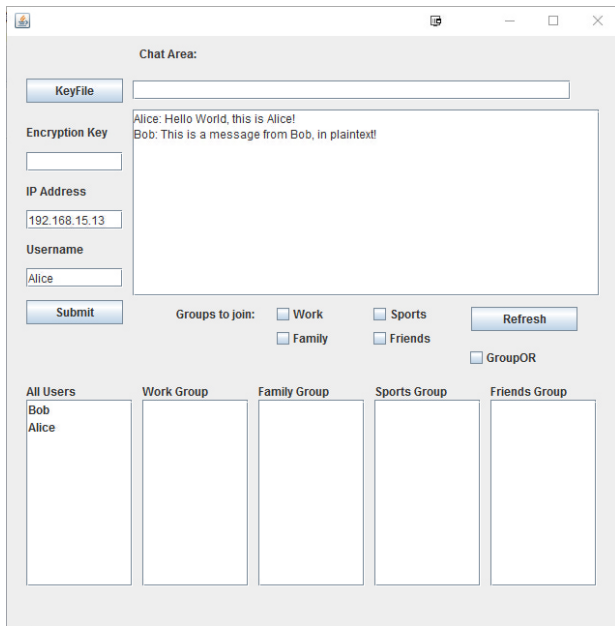 Chat Area:
KeyFile
Alice: Hello World, this is Alice!
Bob: This is a message from Bob, in plaintext!
Encryption Key
IP Address
192.168.15.13
Username
Alice
Submit
Groups to join:
Work
Sports
Refresh
Family
Friends
GroupOR
All Users
Work Group
Family Group
Sports Group
Friends Group
Bob
Alice